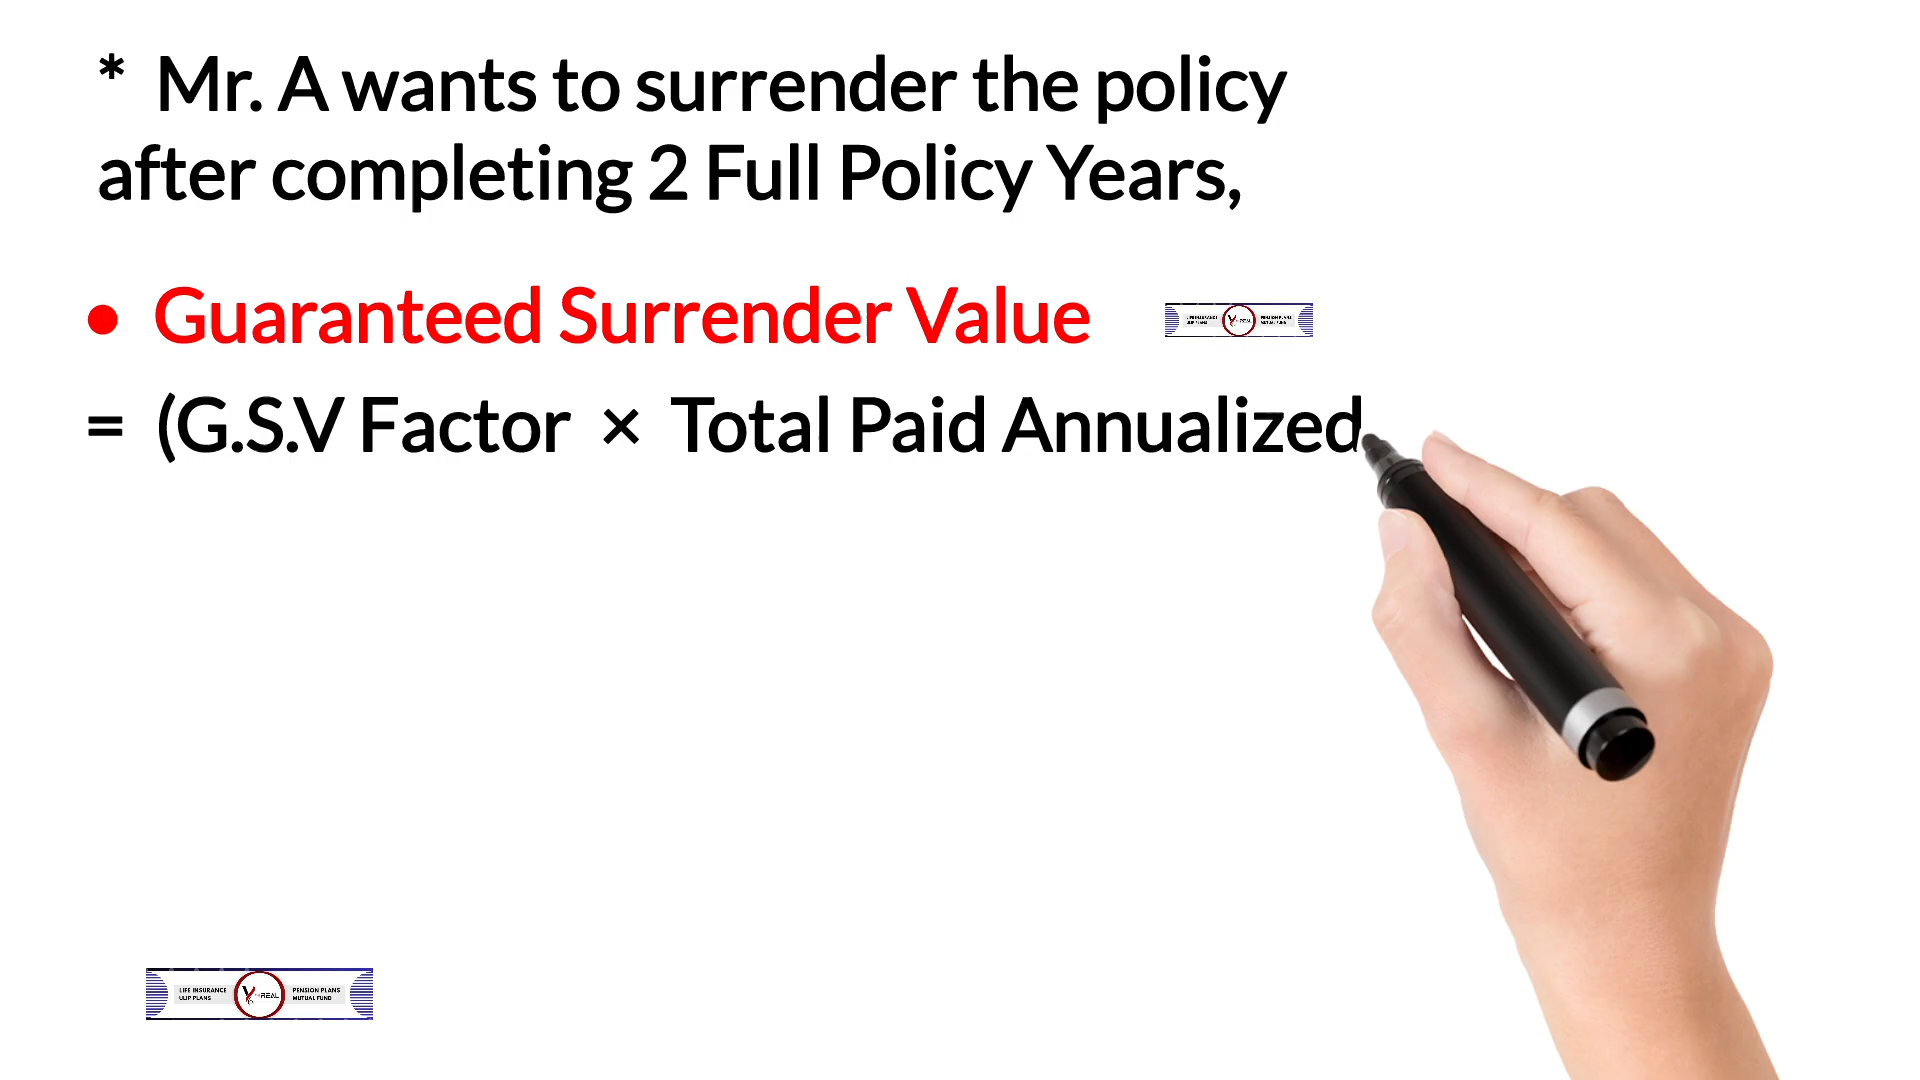 * Mr. A wants to surrender the policy
after completing 2 Full Policy Years,
• Guaranteed Surrender Value
= (G.S.V Factor × Total Paid Annualized
LIFE INSURANCE
ULIP PLANS
REAL
PENSION PLANS
MUTUAL FUND